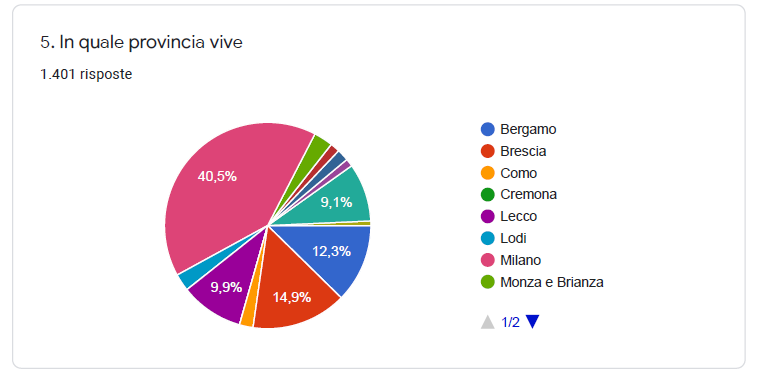 5. In quale provincia vive
1.401 risposte
40,5%
9,1%
12,3%
14,9%
9,9%
Bergamo
Brescia
Como
Cremona
Lecco
Lodi
Milano
Monza e Brianza
1/2